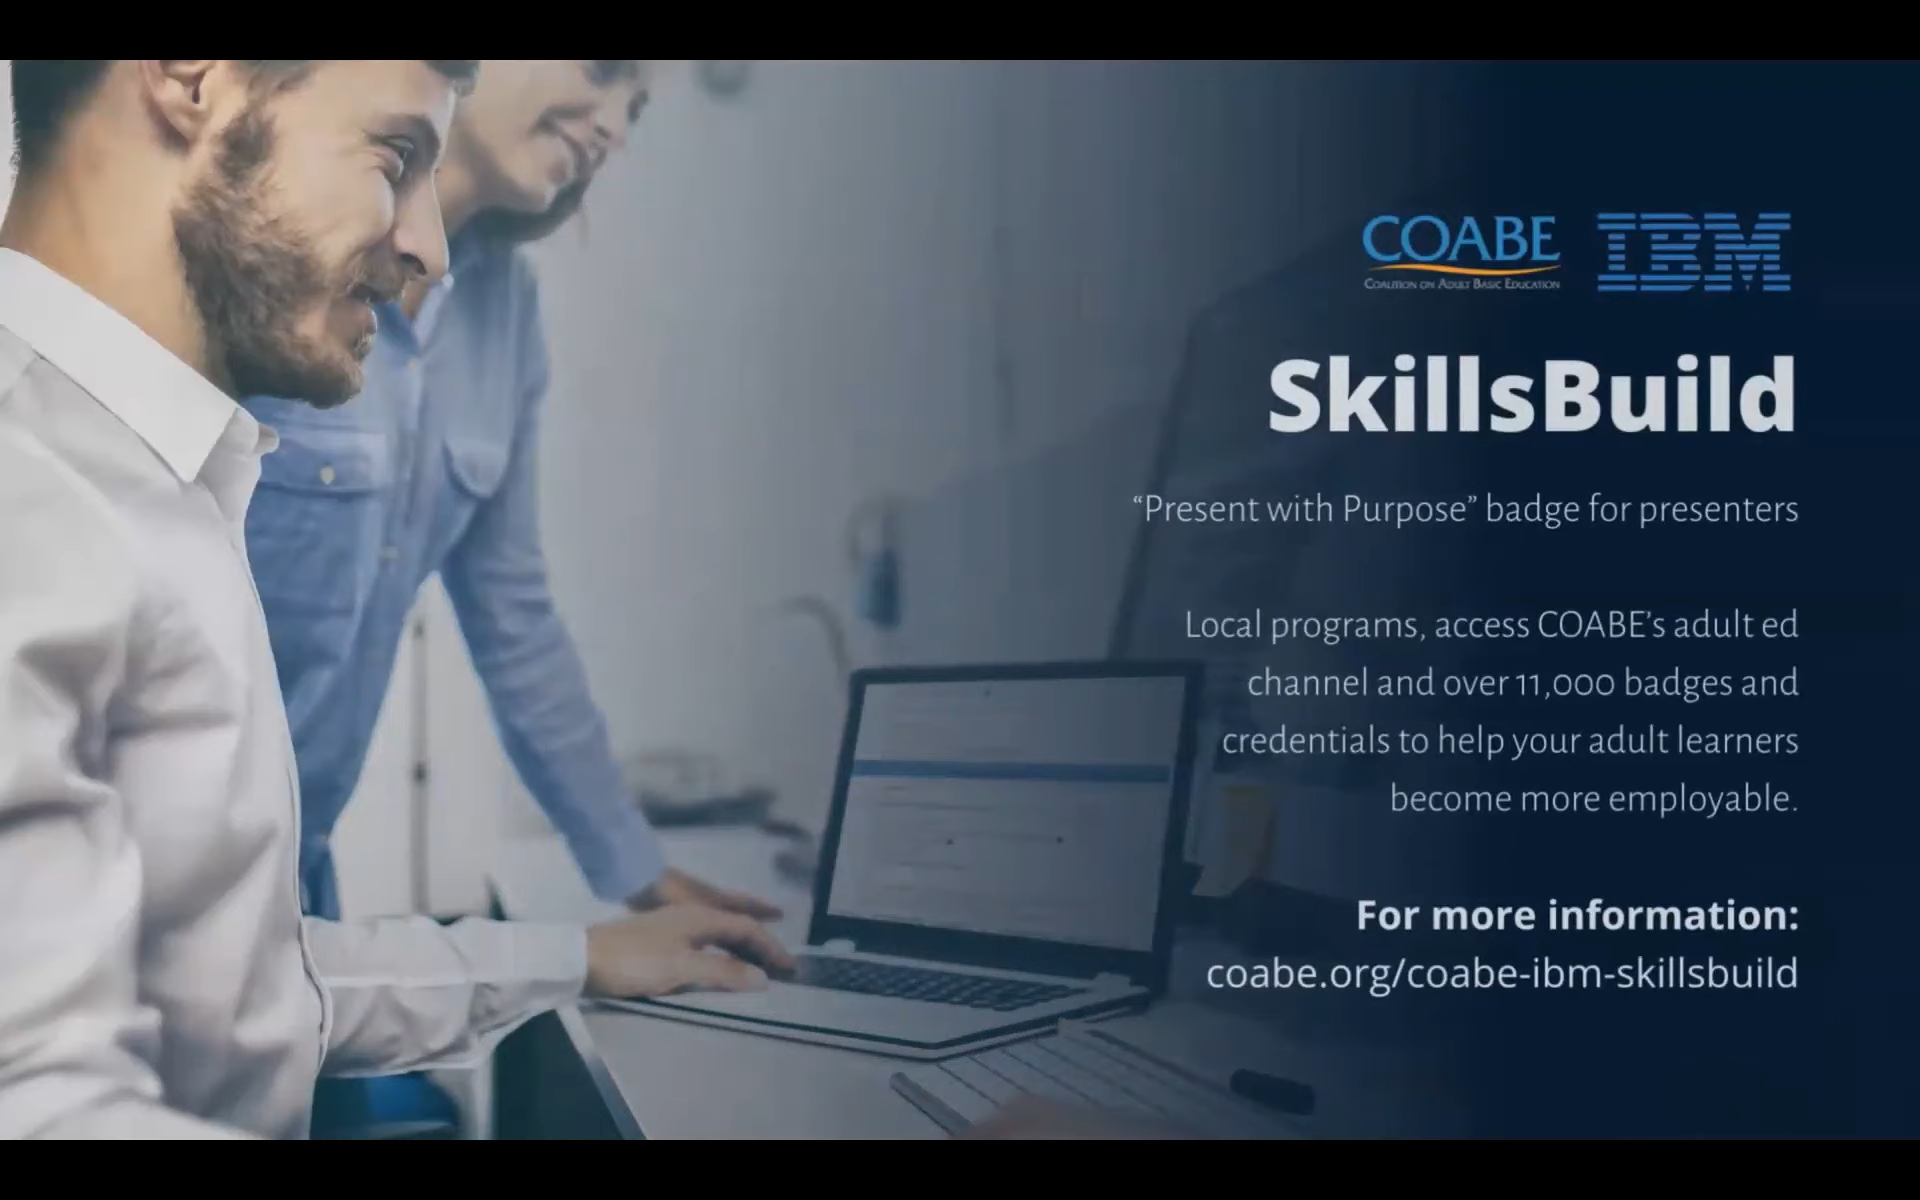 COABE IBM
COALITION ON ADULT BASIC EDUCATION
SkillsBuild
“Present with Purpose” badge for presenters
Local programs, access COABE’s adult ed
channel and over 11,000 badges and
credentials to help your adult learners
become more employable.
For more information:
coabe.org/coabe-ibm-skillsbuild